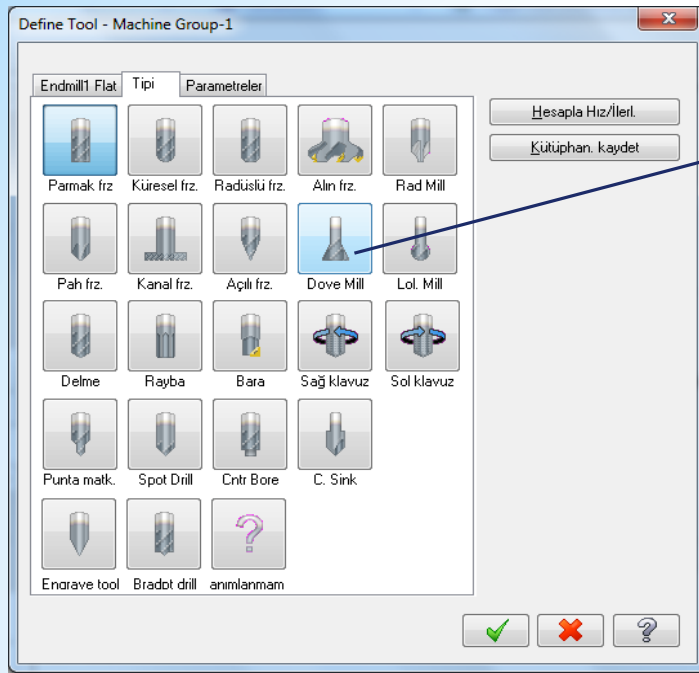 Define Tool - Machine Group-1
x
Endmill1 Flat Tipi Parametreler
Hesapla Hız/İlerl.
Kütüphan. kaydet
Parmak frz Küresel frz. Radüslü frz. Alın frz. Rad Mill
Pah frz. Kanal frz. Açılı frz. Dove Mill Lol. Mill
Delme Rayba Bara Sağ klavuz Sol klavuz
Punta matk. Spot Drill Cntr Bore C. Sink
Engrave tool Bradpt drill anımlanmam